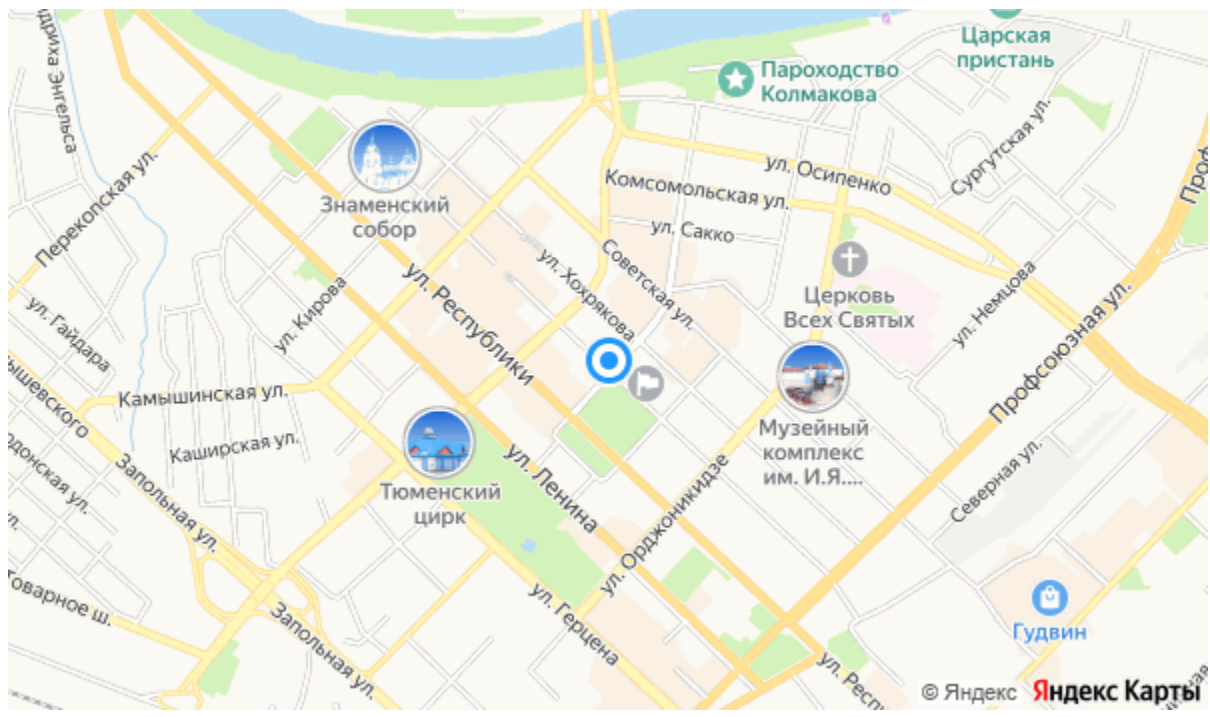 Царская
пристань
Пароходство
Колмакова
Сургутская ул.
ул. Осипенко
Комсомольская ул.
ул. Сакко
Перекопская ул.
Знаменский
собор
Советская ул.
ул. Хохрякова
ул. Республики
Церковь
Всех Святых
ул. Немцова
Профсоюзная ул.
ул. Кирова
ул. Гайдара
Камышинская ул.
Каширская ул.
Запольная ул.
Тюменский
цирк
ул. Ленина
Музейный
комплекс
им. И.Я....
ул. Орджоникидзе
Северная ул.
Товарное ш.
Запольная ул.
ул. Герцена
Гудвин
© Яндекс Яндекс Карты